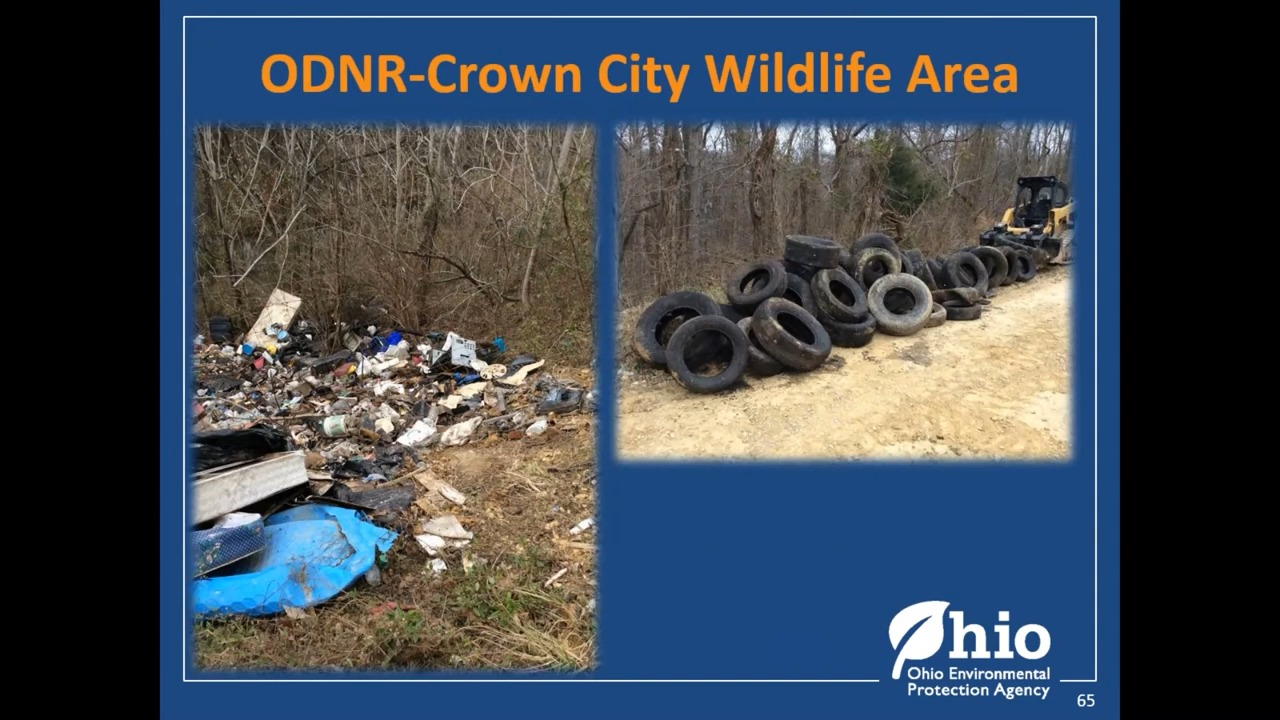 ODNR-Crown City Wildlife Area
Ohio
Ohio Environmental
Protection Agency
65